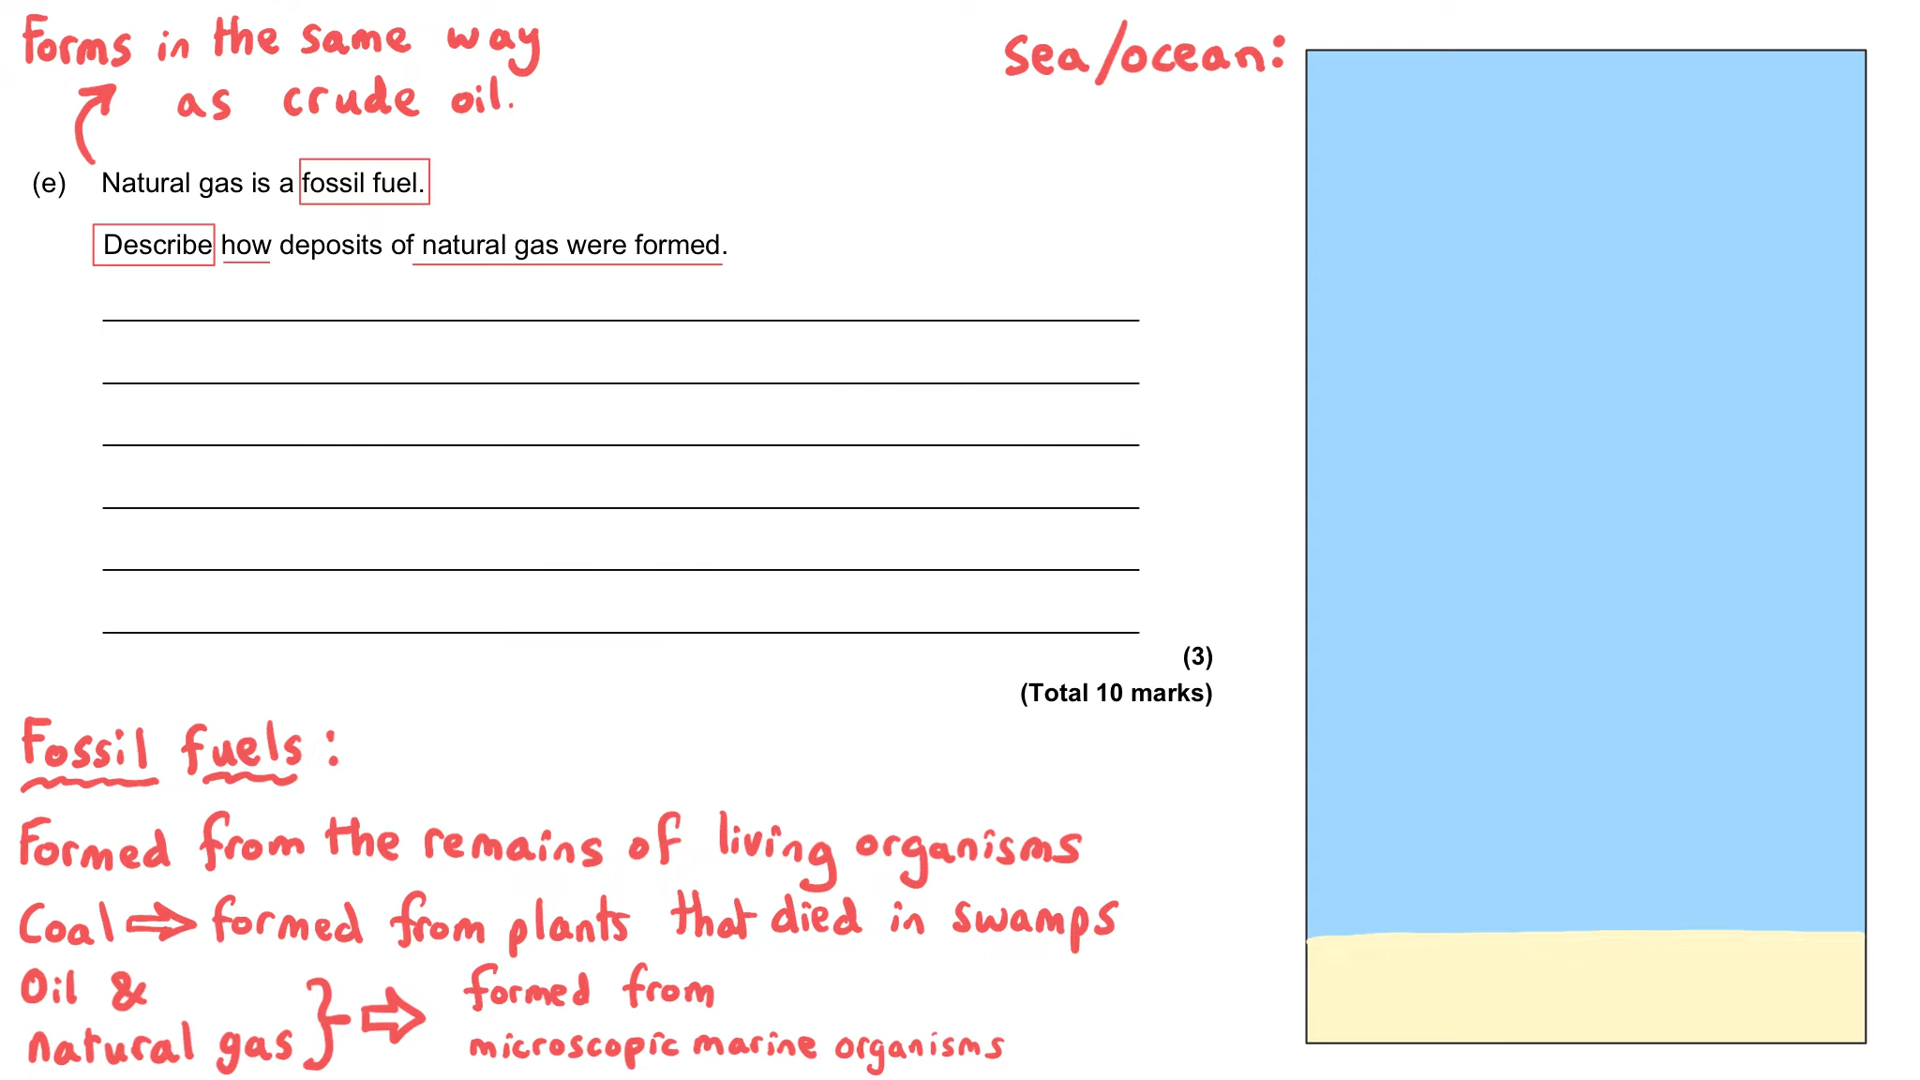 Forms in the same way
as crude oil.
sea/ocean:
(e) Natural gas is a fossil fuel.
Describe how deposits of natural gas were formed.
(3)
(Total 10 marks)
Fossil fuels:
Formed from the remains of living organisms
Coal ⇒ formed from plants that died in swamps
Oil &
natural gas } ⇒ formed from
microscopic marine organisms